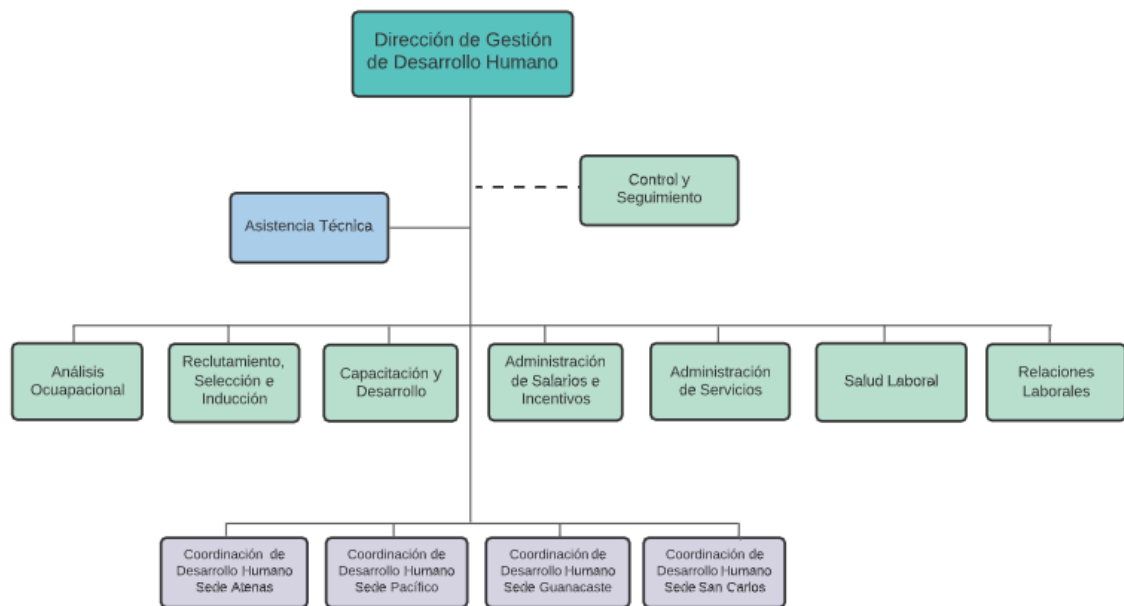 Dirección de Gestión
de Desarrollo Humano
Control y
Seguimiento
Asistencia Técnica
Análisis
Ocuapacional
Reclutamiento,
Selección e
Inducción
Capacitación y
Desarrollo
Administración
de Salarios e
Incentivos
Administración
de Servicios
Salud Laboral
Relaciones
Laborales
Coordinación de
Desarrollo Humano
Sede Atenas
Coordinación de
Desarrollo Humano
Sede Pacífico
Coordinación de
Desarrollo Humano
Sede Guanacaste
Coordinación de
Desarrollo Humano
Sede San Carlos